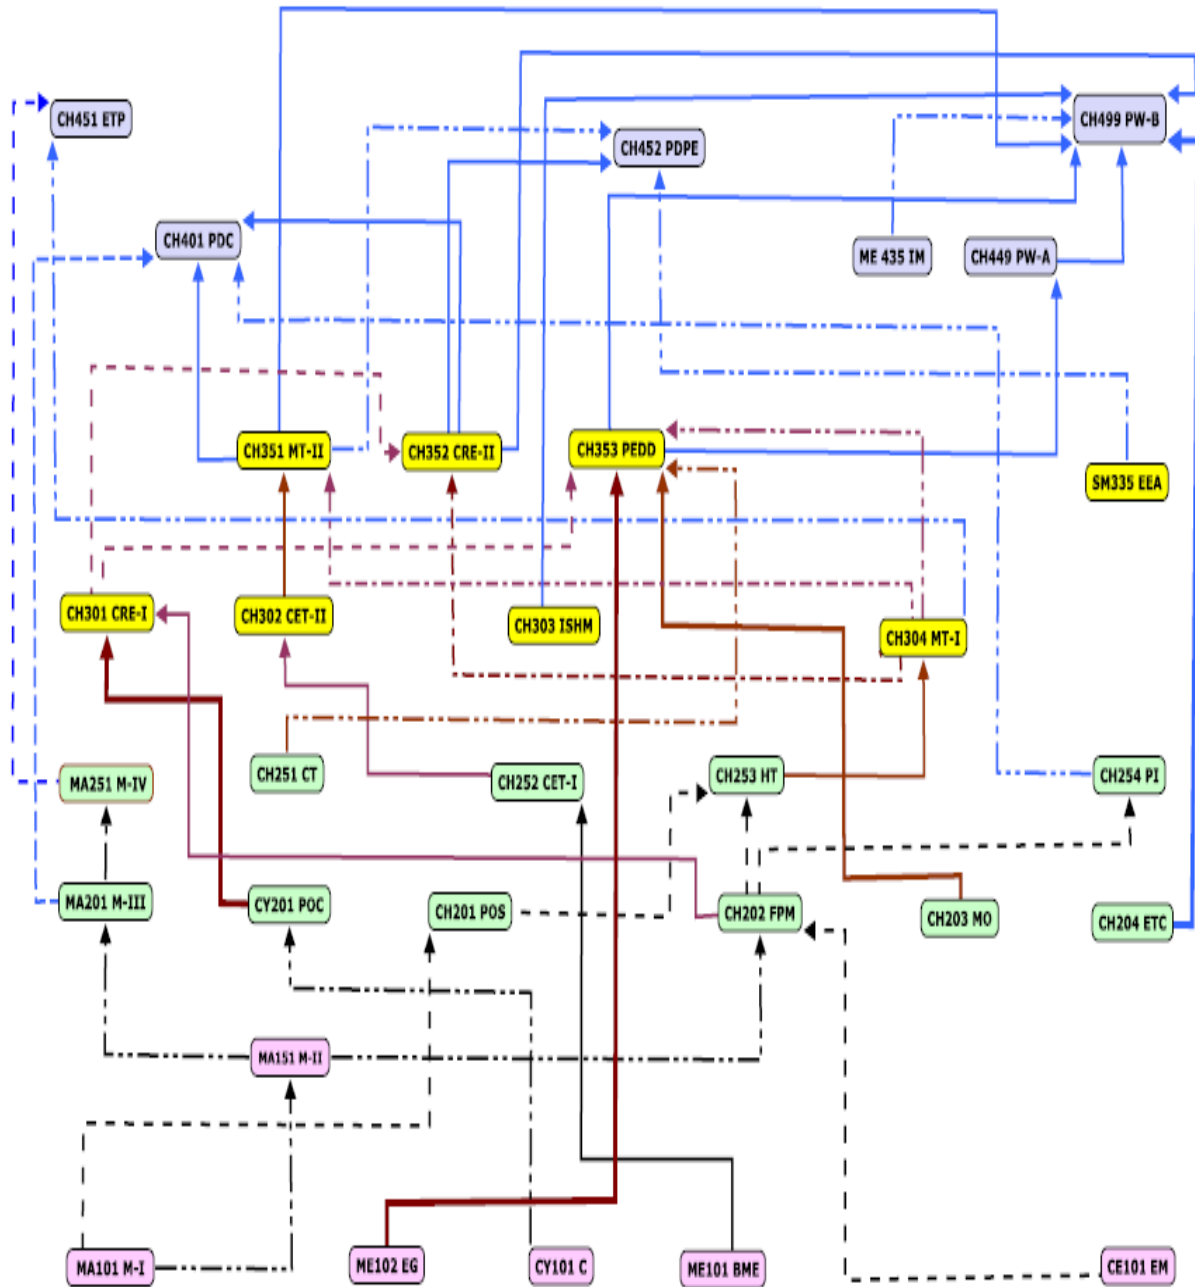 CH451 ETP
CH499 PW-B
CH452 PDPE
CH401 PDC
ME 435 IM
CH449 PW-A
CH351 MT-II
CH352 CRE-II
CH353 PEDD
SM335 EEA
CH301 CRE-I
CH302 CET-II
CH303 ISHM
CH304 MT-I
MA251 M-IV
CH251 CT
CH252 CET-I
CH253 HT
CH254 PI
MA201 M-III
CY201 POC
CH201 POS
CH202 FPM
CH203 MO
CH204 ETC
MA151 M-II
MA101 M-I
ME102 EG
CY101 C
ME101 BME
CE101 EM